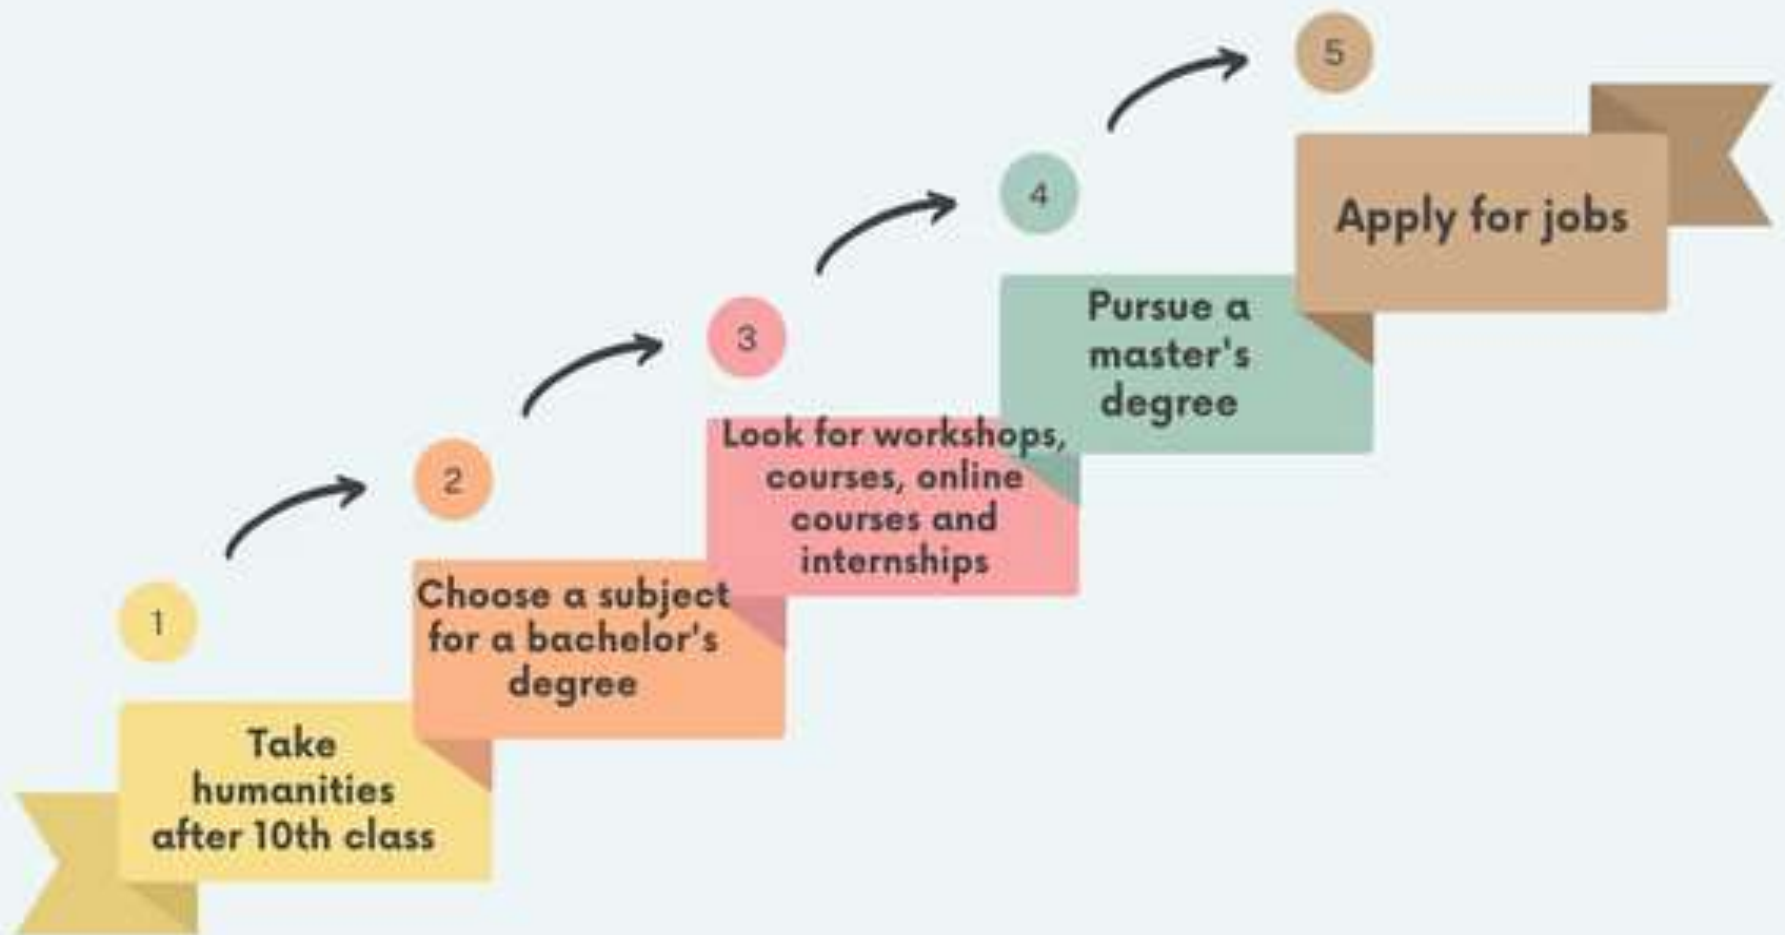 1
Take
humanities
after 10th class
2
Choose a subject
for a bachelor's
degree
3
Look for workshops,
courses, online
courses and
internships
4
Pursue a
master's
degree
5
Apply for jobs